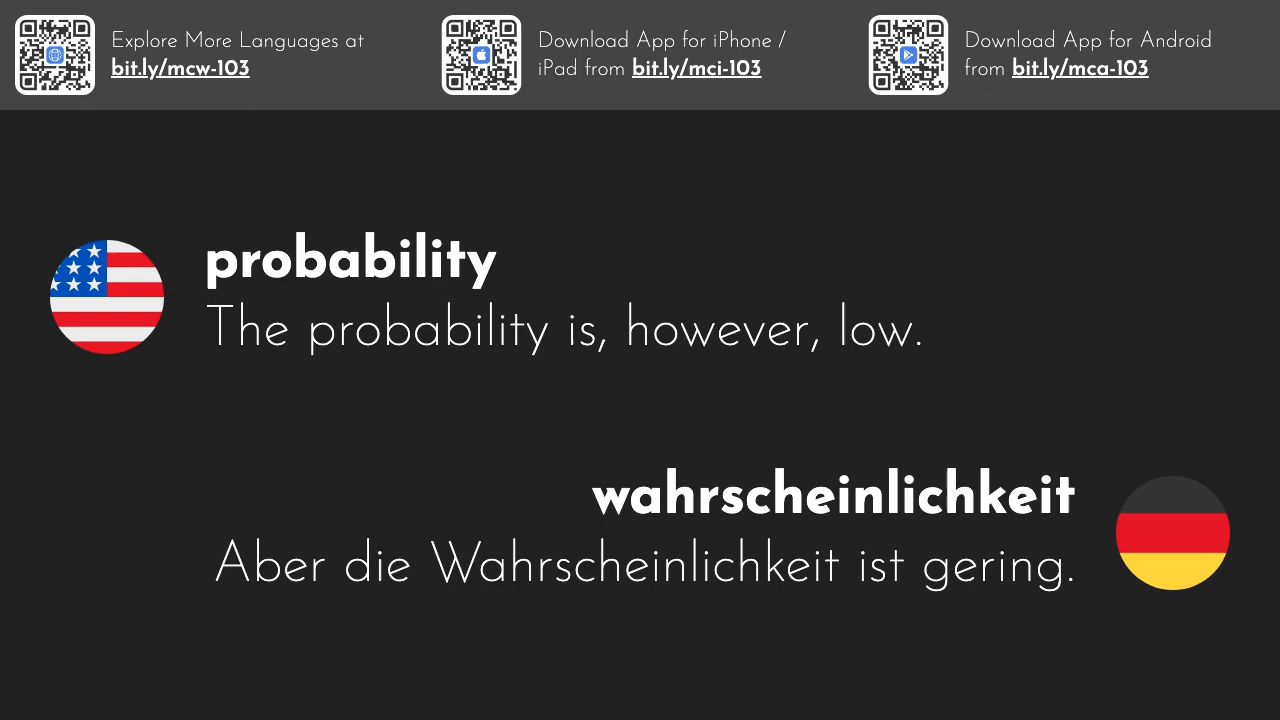 Explore More Languages at
bit.ly/mcw-103
Download App for iPhone /
iPad from bit.ly/mci-103
Download App for Android
from bit.ly/mca-103
probability
The probability is, however, low.
wahrscheinlichkeit
Aber die Wahrscheinlichkeit ist gering.